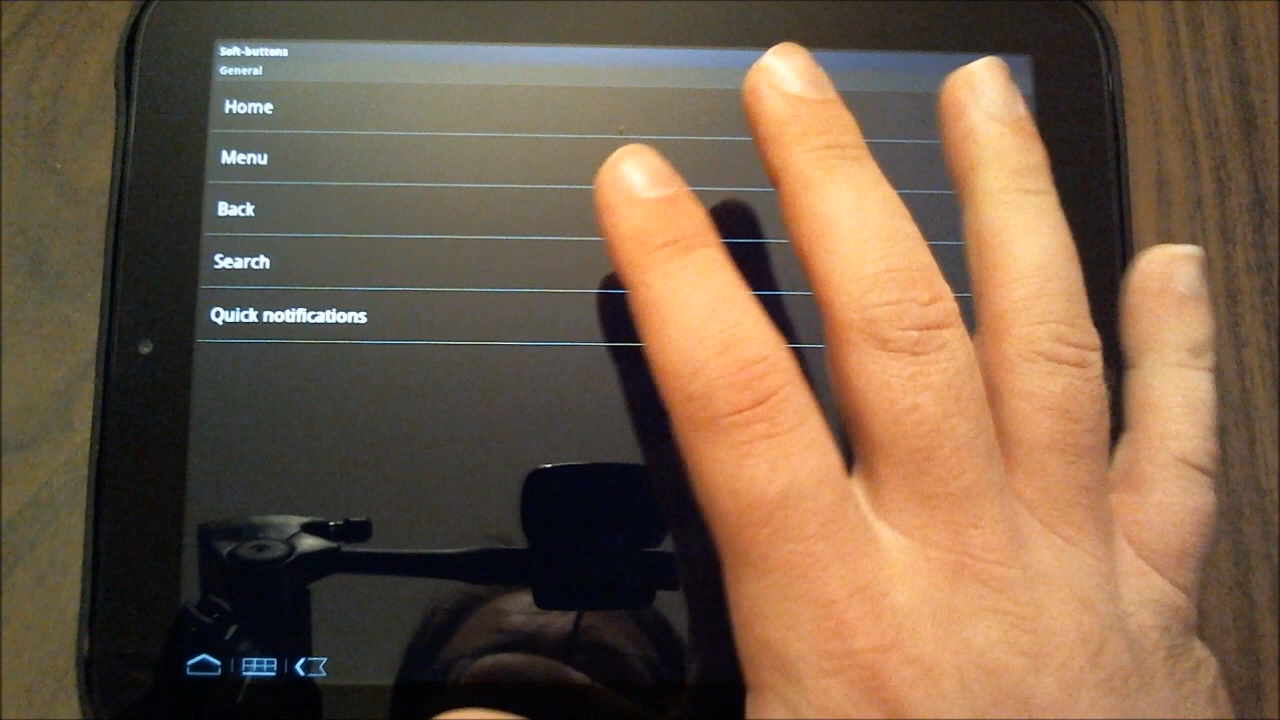 Soft-buttons
General
Home
Menu
Back
Search
Quick notifications